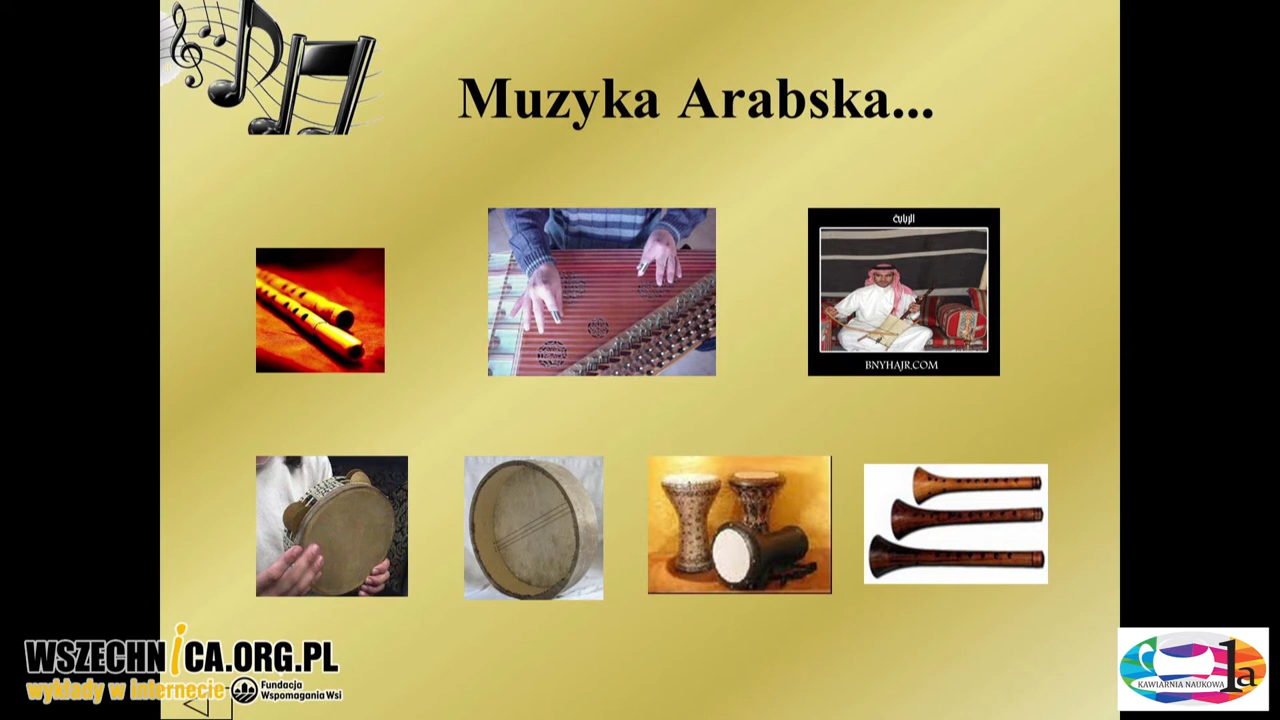 Muzyka Arabska...
الربابة
BNYHAJR.COM
WSZECHNICA.ORG.PL
wykłady w internecie
Fundacja
Wspomagania Wsi
KAWIARNIA NAUKOWA 1a